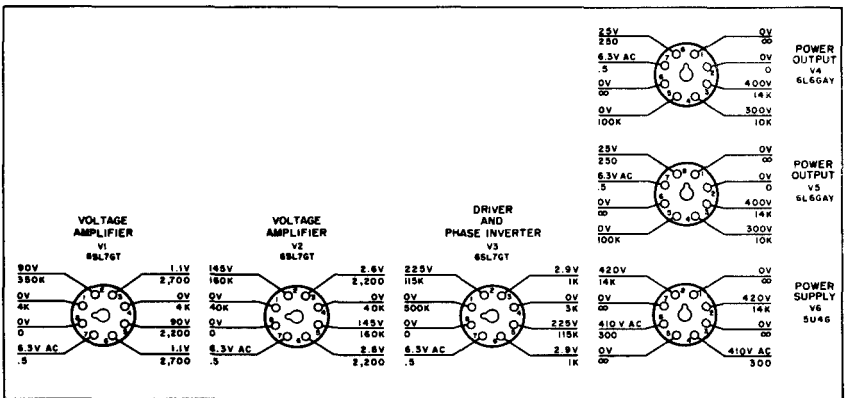 POWER
OUTPUT
V4
6L6GAY
25V
250
6.3V AC
.5
0V
∞
0V
100K
0V
∞
0V
0
400V
14K
300V
10K
POWER
OUTPUT
V5
6L6GAY
25V
250
6.3V AC
.5
0V
∞
0V
100K
0V
∞
0V
0
400V
14K
300V
10K
VOLTAGE
AMPLIFIER
V1
6SL7GT
90V
0V
4K
0V
0
6.3V AC
.5
1.1V
2,700
0V
4K
90V
2,200
1.1V
2,700
VOLTAGE
AMPLIFIER
V2
6SL7GT
145V
160K
0V
40K
0V
0
6.3V AC
.5
2.6V
2,200
0V
40K
145V
160K
2.6V
2,200
DRIVER
AND
PHASE INVERTER
V3
6SL7GT
225V
115K
0V
500K
0V
0
6.3V AC
.5
2.9V
1K
0V
3K
225V
115K
2.9V
1K
POWER
SUPPLY
V6
5U4G
420V
14K
0V
∞
410V AC
300
0V
∞
0V
∞
420V
14K
0V
∞
410V AC
300